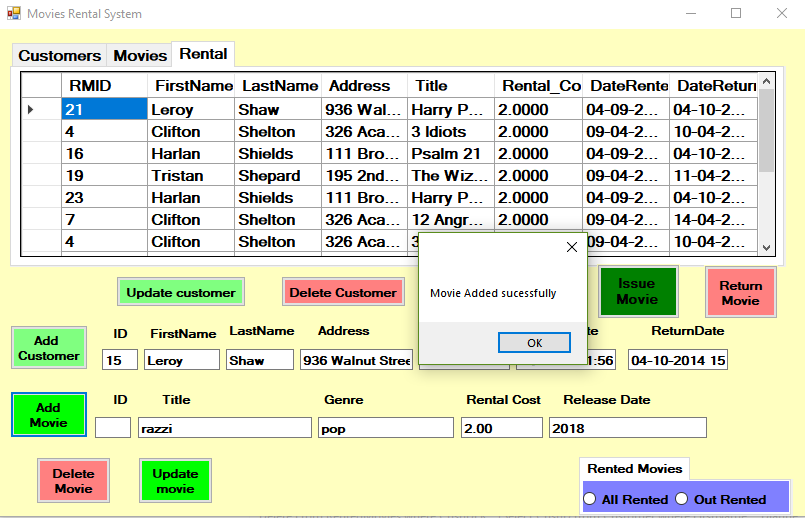 Movies Rental System
Customers Movies Rental
RMID FirstName LastName Address Title Rental_Co DateRente DateReturn
21 Leroy Shaw 936 Wal... Harry P... 2.0000 04-09-2... 04-10-2...
4 Clifton Shelton 326 Aca... 3 Idiots 2.0000 09-04-2... 10-04-2...
16 Harlan Shields 111 Bro... Psalm 21 2.0000 04-09-2... 04-10-2...
19 Tristan Shepard 195 2nd... The Wiz... 2.0000 09-04-2... 11-04-2...
23 Harlan Shields 111 Bro... Harry P... 2.0000 04-09-2... 04-09-2...
7 Clifton Shelton 326 Aca... 12 Angr... 2.0000 09-04-2... 14-04-2...
4 Clifton Shelton 326 Aca... 3 09-04-2... 10-04-2...
Movie Added sucessfully
OK
Update customer Delete Customer Issue Movie Return Movie
Add Customer
ID FirstName LastName Address te ReturnDate
15 Leroy Shaw 936 Walnut Stree 1:56 04-10-2014 15
Add Movie
ID Title Genre Rental Cost Release Date
razzi pop 2.00 2018
Delete Movie Update movie
Rented Movies
All Rented Out Rented